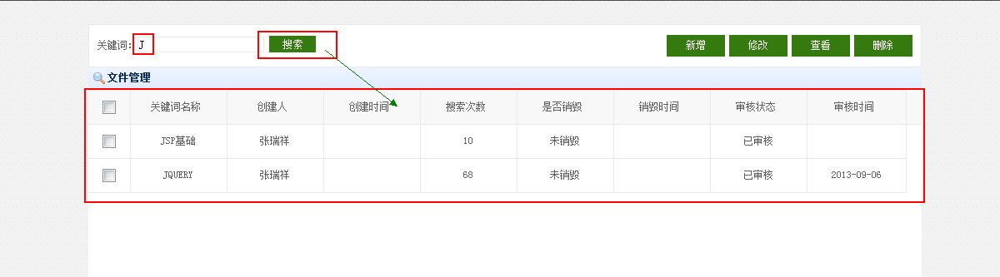 关键词: J 搜索 新增 修改 查看 删除
文件管理
关键词名称 创建人 创建时间 搜索次数 是否销毁 销毁时间 审核状态 审核时间
JSP基础 张瑞祥 10 未销毁 已审核
JQUERY 张瑞祥 68 未销毁 已审核 2013-09-06